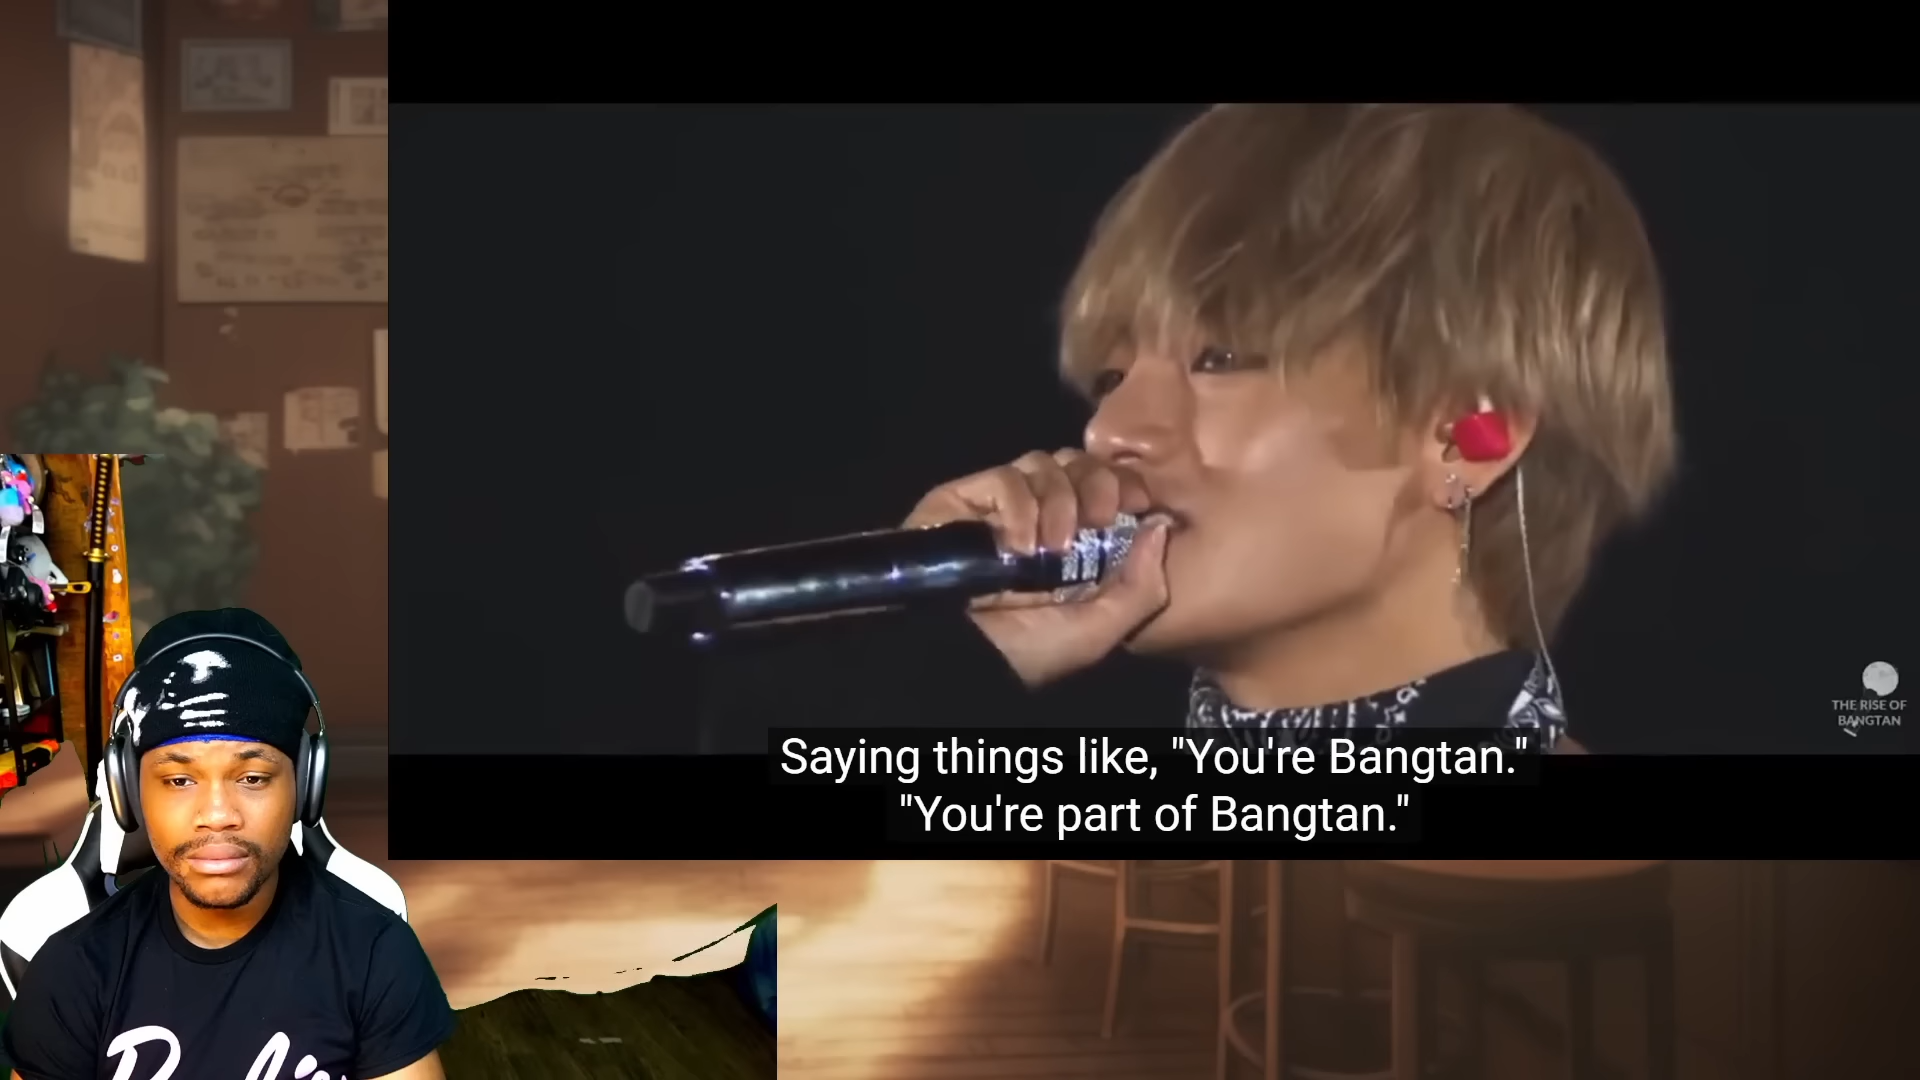 THE RISE OF
BANGTAN
Saying things like, "You're Bangtan."
"You're part of Bangtan."